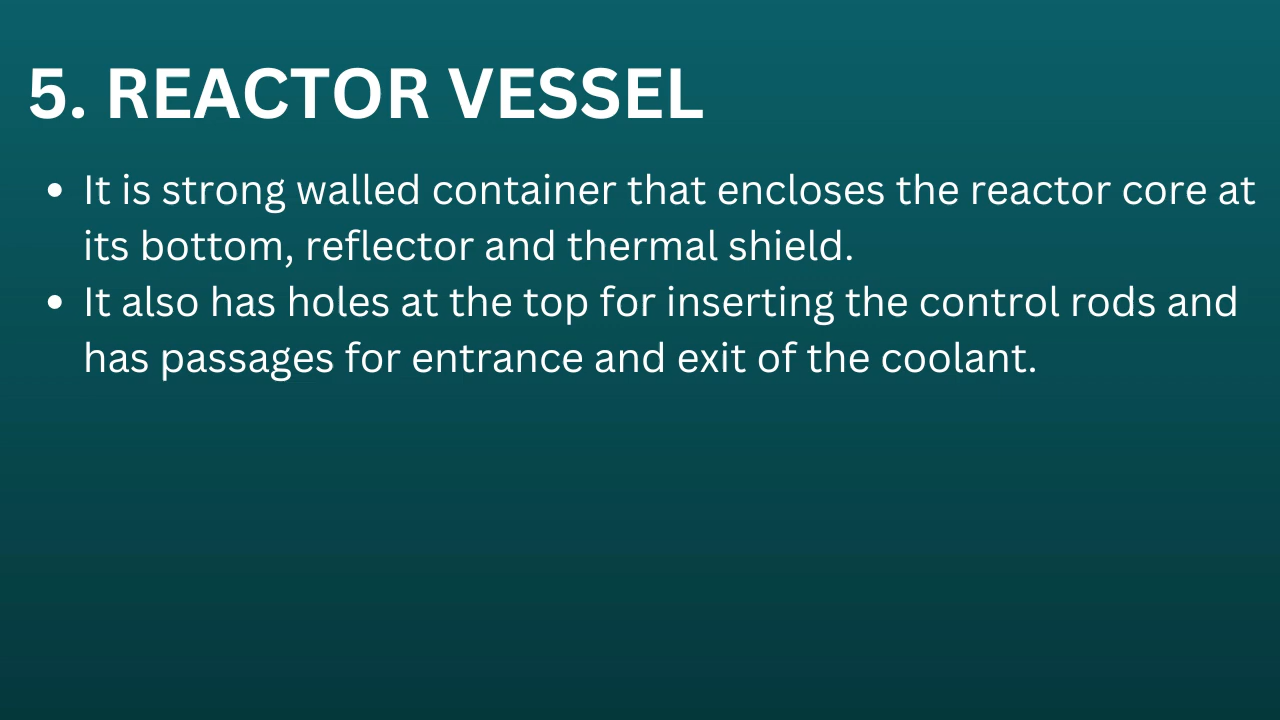 5. REACTOR VESSEL
• It is strong walled container that encloses the reactor core at
its bottom, reflector and thermal shield.
• It also has holes at the top for inserting the control rods and
has passages for entrance and exit of the coolant.